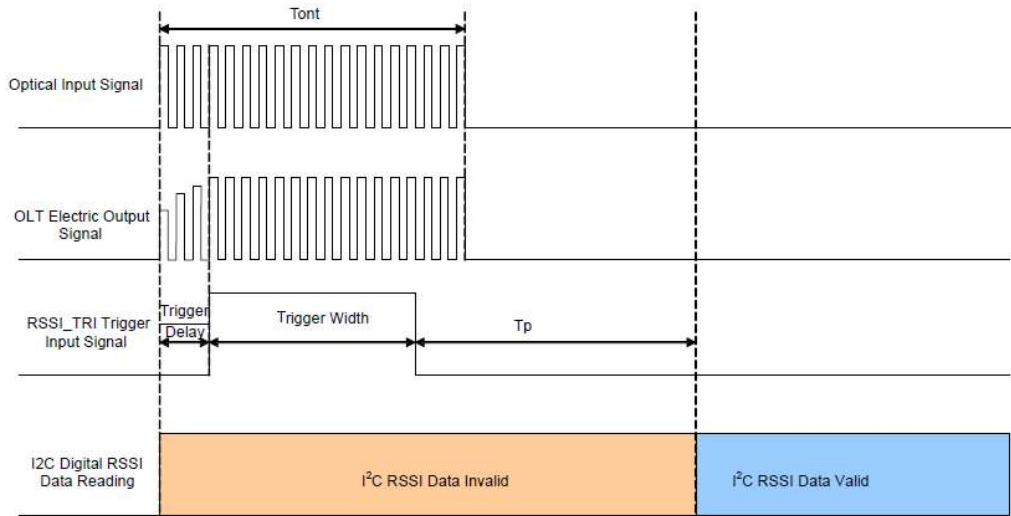 Tont
Optical Input Signal
OLT Electric Output
Signal
RSSI_TRI Trigger
Input Signal
Trigger
Delay
Trigger Width
Tp
I2C Digital RSSI
Data Reading
I²C RSSI Data Invalid
I²C RSSI Data Valid